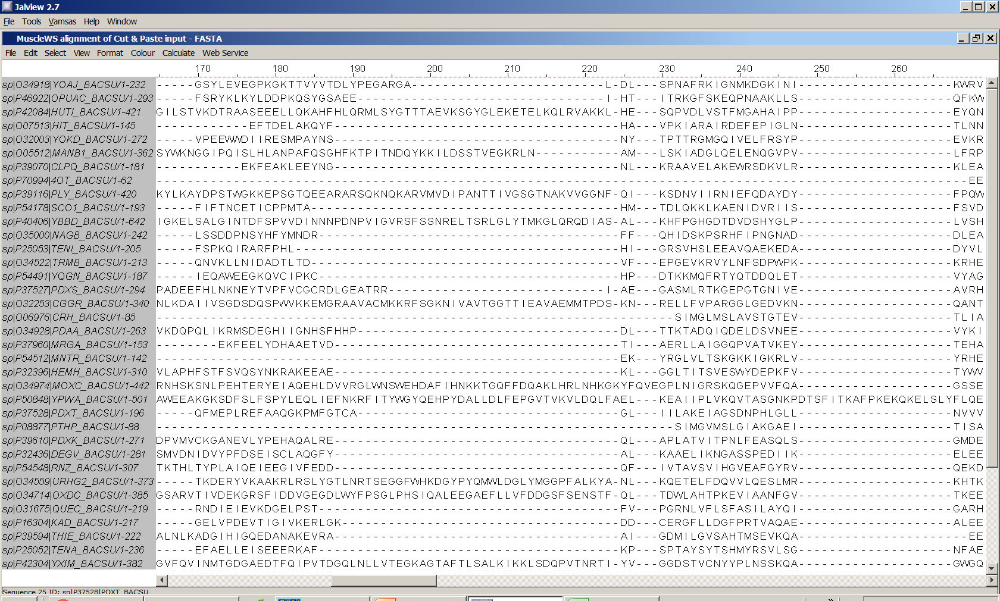 Jalview 2.7
File Tools Vamsas Help Window
MuscleWS alignment of Cut & Paste input - FASTA
File Edit Select View Format Colour Calculate Web Service
170 180 190 200 210 220 230 240 250 260
sp|O34918|YOAJ_BACSU/1-232 -----GSYLEVEGPKGKTTVYVTDLYPEGARGA-------------------------L-DL---SPNAFRKIGNMKDGKINI--------------------KWRV
sp|P46922|OPUAC_BACSU/1-293 -----FSRYKLKYLDDPKQSYGSAEE--------------------------------I-HT---ITRKGFSKEQPNAAKLLS--------------------QFKW
sp|P42084|HUTI_BACSU/1-421 GILSTVKDTRAASEEELLQKAHFHLQRMLSYGTTTAEVKSGYGLEKETELKQLRVAKKL-HE---SQPVDLVSTFMGAHAIPP--------------------EYQN
sp|O07513|HIT_BACSU/1-145 ------------EFTDELAKQYF-------------------------------------HA---VPKIARAIRDEFEPIGLN--------------------TLNN
sp|O32003|YOKD_BACSU/1-272 -----VPEEWWDIIRESMPAYNS-------------------------------------NY---TPTTRGMGQIVELFRSYP--------------------EVKR
sp|O05512|MANB1_BACSU/1-362 SYWKNGGIPQISLHLANPAFQSGHFKTPITNDQYKKILDSSTVEGKRLN-----------AM---LSKIADGLQELENQGVPV--------------------LFRP
sp|P39070|CLPQ_BACSU/1-181 -----------EKFEAKLEEYNG-------------------------------------NL---KRAAVELAKEWRSDKVLR--------------------KLEA
sp|P70994|4OT_BACSU/1-62 ---------------------------------------------------------------------------------------------------------EE
sp|P39116|PLY_BACSU/1-420 KYLKAYDPSTWGKKEPSGTQEEARARSQKNQKARVMVDIPANTTIVGSGTNAKVVGGNF-QI---KSDNVIIRNIEFQDAYDY--------------------FPQW
sp|P54178|SCO1_BACSU/1-193 -----FIFTNCETICPPMTA----------------------------------------HM---TDLQKKLKAENIDVRIIS--------------------FSVD
sp|P40406|YBBD_BACSU/1-642 IGKELSALGINTDFSPVVDINNNPDNPVIGVRSFSSNRELTSRLGLYTMKGLQRQDIAS-AL---KHFPGHGDTDVDSHYGLP--------------------LVSH
sp|O35000|NAGB_BACSU/1-242 -----LSSDDPNSYHFYMNDR---------------------------------------FF---QHIDSKPSRHFIPNGNAD--------------------DLEA
sp|P25053|TENI_BACSU/1-205 -----FSPKQIRARFPHL------------------------------------------HI---GRSVHSLEEAVQAEKEDA--------------------DYVL
sp|O34522|TRMB_BACSU/1-213 -----QNVKLLNIDADTLTD----------------------------------------VF---EPGEVKRVYLNFSDPWPK--------------------KRHE
sp|P54491|YQGN_BACSU/1-187 -----IEQAWEEGKQVCIPKC---------------------------------------HP---DTKKMQFRTYQTDDQLET--------------------VYAG
sp|P37527|PDXS_BACSU/1-294 PADEEFHLNKNEYTVPFVCGCRDLGEATRR----------------------------I-AE---GASMLRTKGEPGTGNIVE--------------------AVRH
sp|O32253|CGGR_BACSU/1-340 NLKDAIIVSGDSDQSPWVKKEMGRAAVACMKKRFSGKNIVAVTGGTTIEAVAEMMTPDS-KN---RELLFVPARGGLGEDVKN--------------------QANT
sp|O06976|CRH_BACSU/1-85 -------------------------------------------------------------------SIMGLMSLAVSTGTEV--------------------TLIA
sp|O34928|PDAA_BACSU/1-263 VKDQPQLIKRMSDEGHIIGNHSFHHP----------------------------------DL---TTKTADQIQDELDSVNEE--------------------VYKI
sp|P37960|MRGA_BACSU/1-153 --------EKFEELYDHAAETVD-------------------------------------TI---AERLLAIGGQPVATVKEY--------------------TEHA
sp|P54512|MNTR_BACSU/1-142 ------------------------------------------------------------EK---YRGLVLTSKGKKIGKRLV--------------------YRHE
sp|P32396|HEMH_BACSU/1-310 VLAPHFSTFSVQSYNKRAKEEAE-------------------------------------KL---GGLTITSVESWYDEPKFV--------------------TYWV
sp|O34974|MOXC_BACSU/1-442 RNHSKSNLPEHTERYEIAQEHLDVVRGLWNSWEHDAFIHNKKTGQFFDQAKLHRLNHKGKYFQVEGPLNIGRSKQGEPVVFQA--------------------GSSE
sp|P50848|YPWA_BACSU/1-501 AWEEAKGKSDFSLFSPYLEQLIEFNKRFITYWGYQEHPYDALLDLFEPGVTVKVLDQLFAEL---KEAIIPLVKQVTASGNKPDTSFITKAFPKEKQKELSLYFLQE
sp|P37528|PDXT_BACSU/1-196 -----QFMEPLREFAAQGKPMFGTCA----------------------------------GL---IILAKEIAGSDNPHLGLL--------------------NVVV
sp|P08877|PTHP_BACSU/1-88 -------------------------------------------------------------------SIMGVMSLGIAKGAEI--------------------TISA
sp|P39610|PDXK_BACSU/1-271 DPVMVCKGANEVLYPEHAQALRE-------------------------------------QL---APLATVITPNLFEASQLS--------------------GMDE
sp|P32436|DEGV_BACSU/1-281 SMVDNIDVYPFDSEISCLAQGFY-------------------------------------AL---KAAELIKNGASSPEDIIK--------------------ELEE
sp|P54548|RNZ_BACSU/1-307 TKTHLTYPLAIQEIEEGIVFEDD-------------------------------------QF---IVTAVSVIHGVEAFGYRV--------------------QEKD
sp|O34559|URHG2_BACSU/1-373 -----TKDERYVKAAKRLRSLYGTLNRTSEGGFWHKDGYPYQMWLDGLYMGGPFALKYA-NL---KQETELFDQVVLQESLMR--------------------KHTK
sp|O34714|OXDC_BACSU/1-385 GSARVTIVDEKGRSFIDDVGEGDLWYFPSGLPHSIQALEEGAEFLLVFDDGSFSENSTF-QL---TDWLAHTPKEVIAANFGV--------------------TKEE
sp|O31675|QUEC_BACSU/1-219 -----RNDIEIEVKDGELPST---------------------------------------FV---PGRNLVFLSFASILAYQI--------------------GARH
sp|P16304|KAD_BACSU/1-217 -----GELVPDEVTIGIVKERLGK------------------------------------DD---CERGFLLDGFPRTVAQAE--------------------ALEE
sp|P39594|THIE_BACSU/1-222 ALNLKADGIHIGQEDANAKEVRA-------------------------------------AI---GDMILGVSAHTMSEVKQA----------------------EE
sp|P25052|TENA_BACSU/1-236 -----EFAELLEISEEERKAF---------------------------------------KP---SPTAYSYTSHMYRSVLSG--------------------NFAE
sp|P42304|YXIM_BACSU/1-382 GVFQVINMTGDGAEDTFQIPVTDGQLNLLVTEGKAGTAFTLSALKIKKLSDQPVTNRTI-YV---GGDSTVCNYYPLNSSKQA--------------------GWGQ
Sequence 25 ID: sp|P37528|PDXT_BACSU